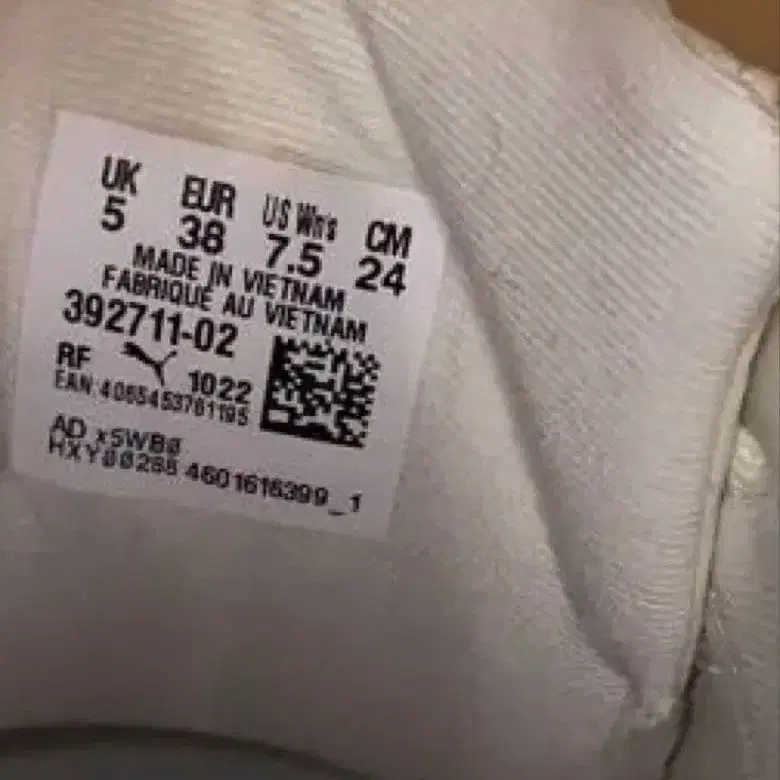 UK EUR US Wn's CM
5 38 7.5 24
MADE IN VIETNAM
FABRIQUÉ AU VIETNAM
392711-02
RF 1022
EAN:4065453761195
AD x5WB0
HXY00288 4601616399_1